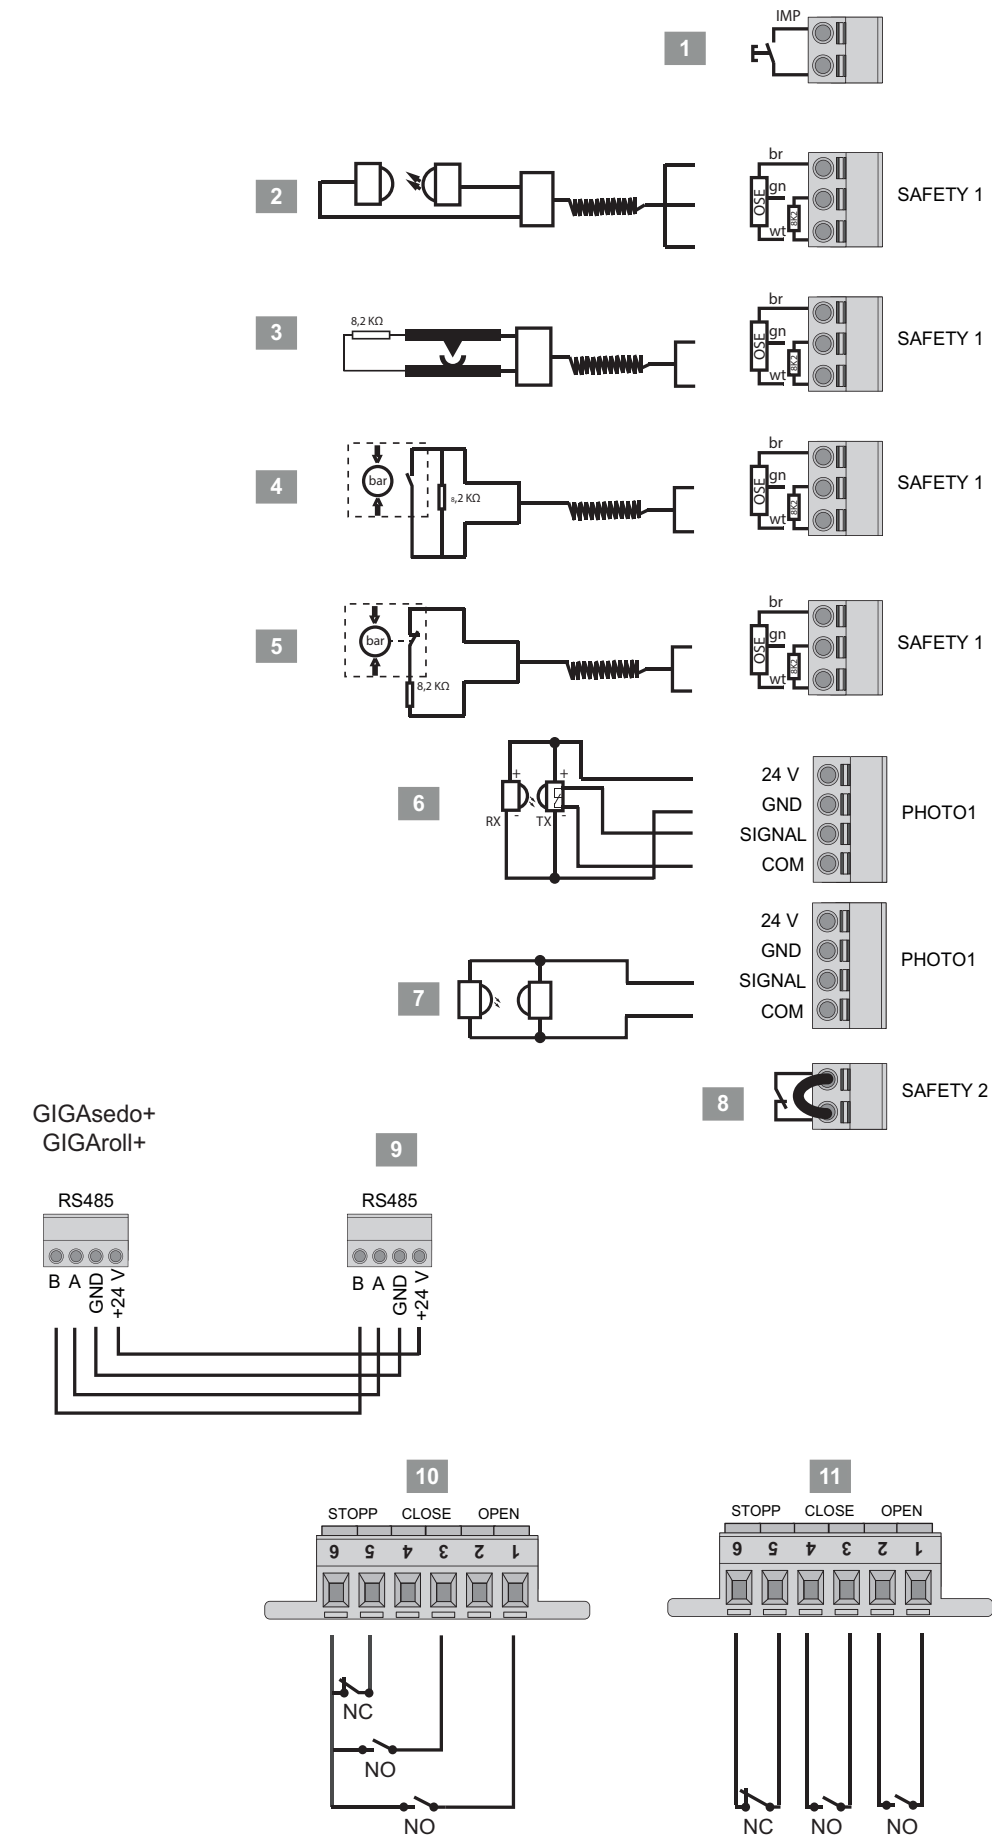 IMP
1
2
br
gn
OSE
8K2
wt
SAFETY 1
3
8,2 KΩ
br
gn
OSE
8K2
wt
SAFETY 1
4
bar
8,2 KΩ
br
gn
OSE
8K2
wt
SAFETY 1
5
bar
8,2 KΩ
br
gn
OSE
8K2
wt
SAFETY 1
6
+ +
RX - TX -
24 V
GND
SIGNAL
COM
PHOTO1
7
24 V
GND
SIGNAL
COM
PHOTO1
8
SAFETY 2
GIGAsedo+
GIGAroll+
9
RS485
B A GND +24 V
RS485
B A GND +24 V
10
STOPP CLOSE OPEN
6 5 4 3 2 1
NC
NO
NO
11
STOPP CLOSE OPEN
6 5 4 3 2 1
NC NO NO